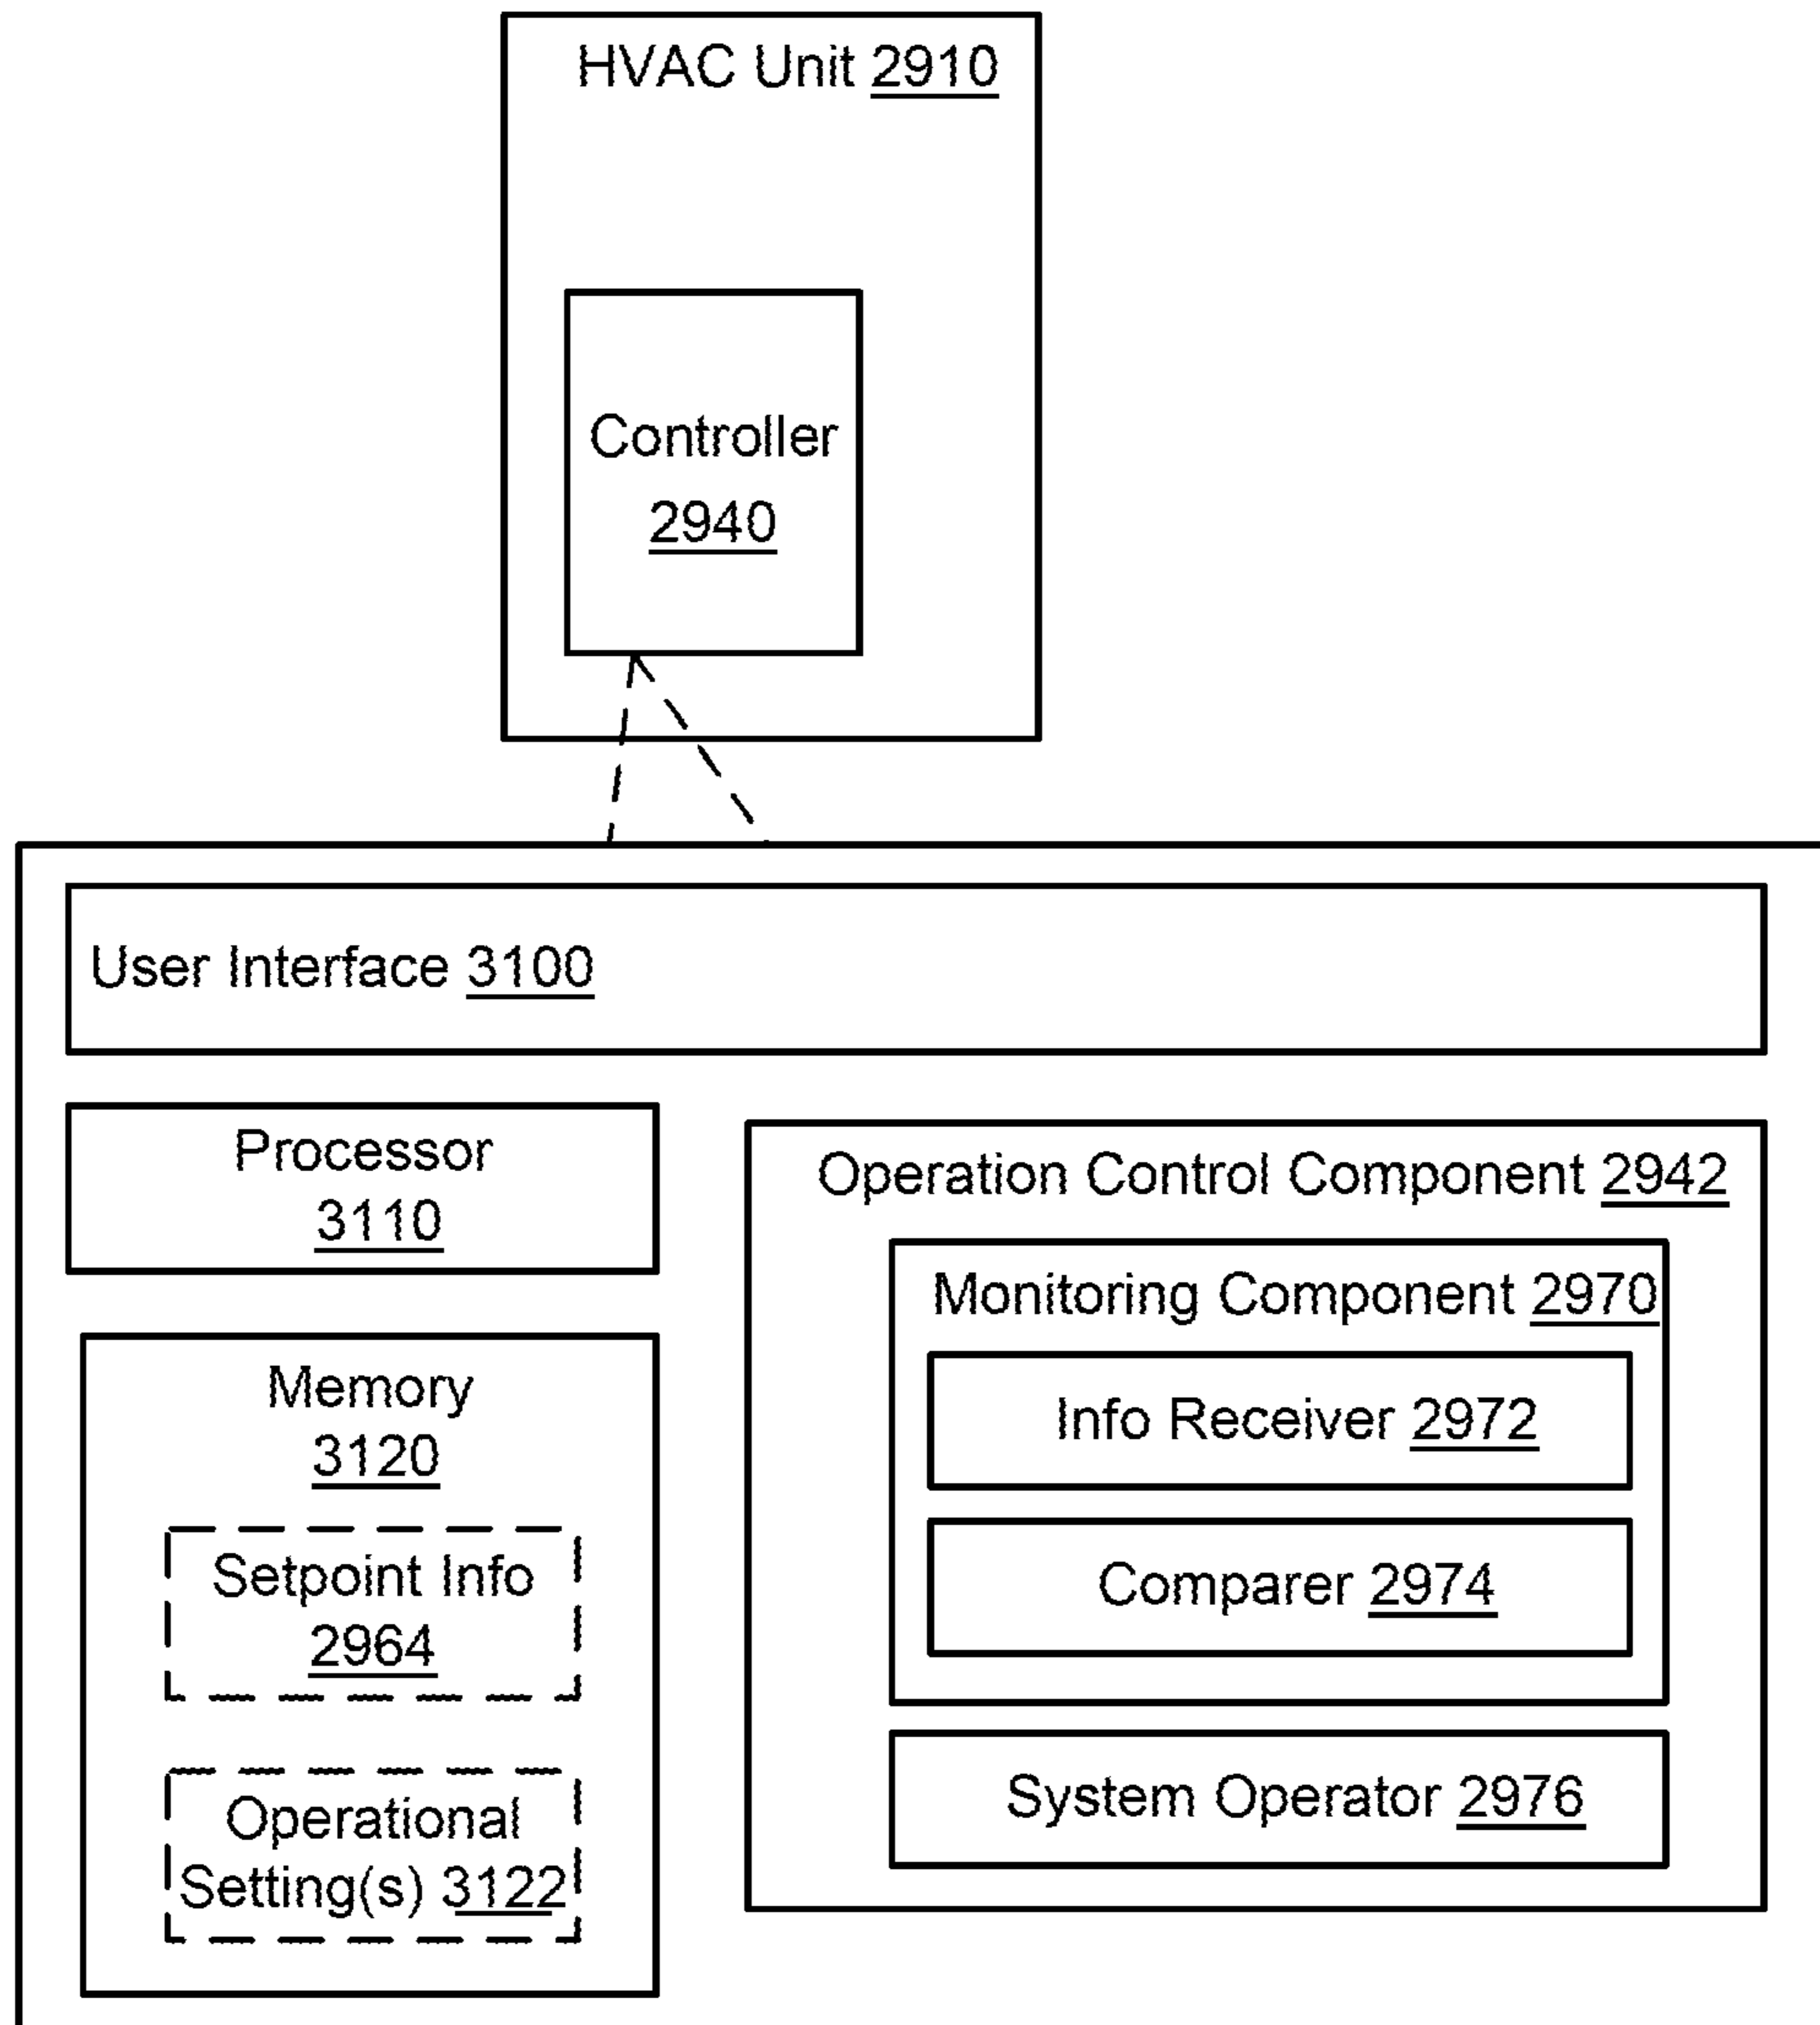 HVAC Unit 2910
Controller
2940
User Interface 3100
Processor
3110
Memory
3120
Setpoint Info
2964
Operational
Setting(s) 3122
Operation Control Component 2942
Monitoring Component 2970
Info Receiver 2972
Comparer 2974
System Operator 2976